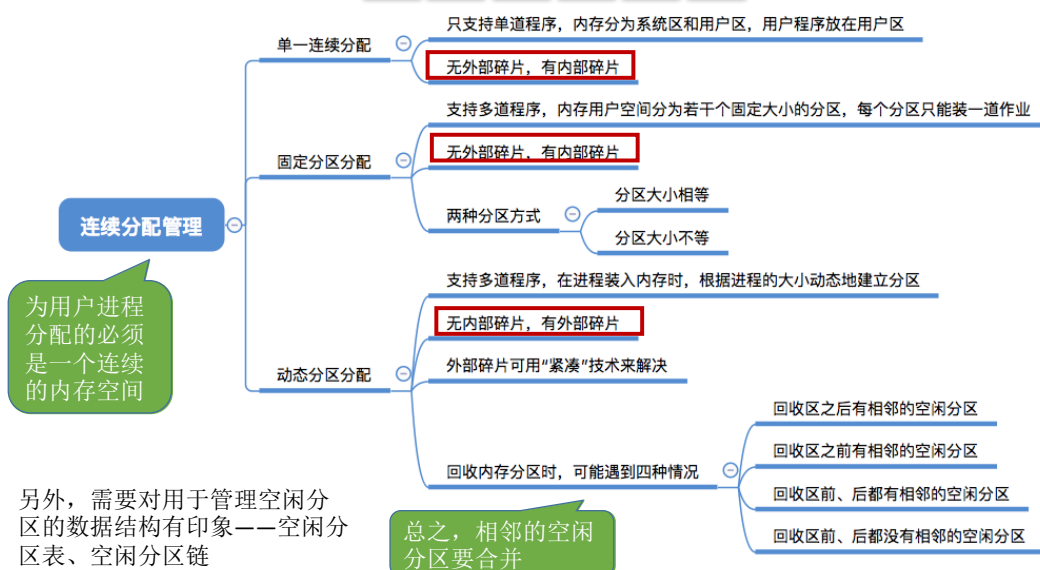 只支持单道程序，内存分为系统区和用户区，用户程序放在用户区
单一连续分配
无外部碎片，有内部碎片
支持多道程序，内存用户空间分为若干个固定大小的分区，每个分区只能装一道作业
固定分区分配
无外部碎片，有内部碎片
两种分区方式
分区大小相等
分区大小不等
连续分配管理
为用户进程
分配的必须
是一个连续
的内存空间
支持多道程序，在进程装入内存时，根据进程的大小动态地建立分区
无内部碎片，有外部碎片
动态分区分配
外部碎片可用“紧凑”技术来解决
回收内存分区时，可能遇到四种情况
回收区之后有相邻的空闲分区
回收区之前有相邻的空闲分区
回收区前、后都有相邻的空闲分区
回收区前、后都没有相邻的空闲分区
另外，需要对用于管理空闲分
区的数据结构有印象——空闲分
区表、空闲分区链
总之，相邻的空闲
分区要合并